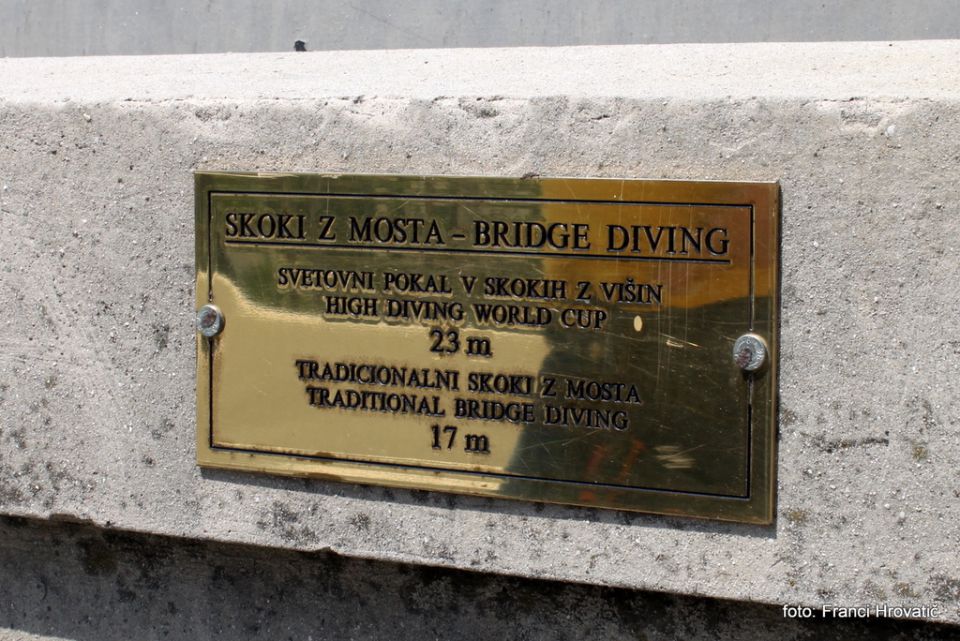 SKOKI Z MOSTA – BRIDGE DIVING
SVETOVNI POKAL V SKOKIH Z VIŠIN
HIGH DIVING WORLD CUP
23 m
TRADICIONALNI SKOKI Z MOSTA
TRADITIONAL BRIDGE DIVING
17 m
foto: Franci Hrovatič